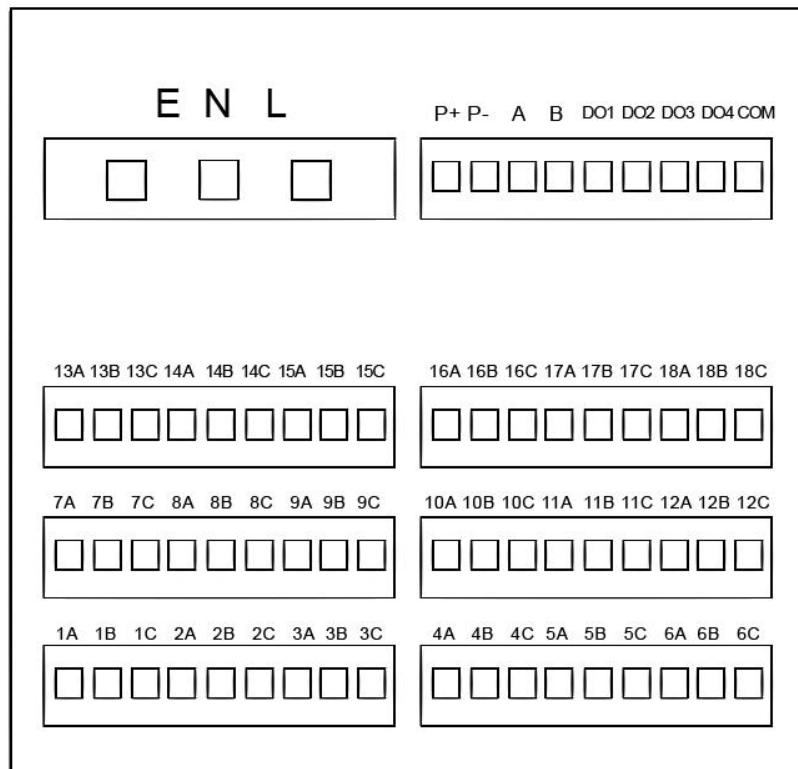 E N L
P+ P- A B DO1 DO2 DO3 DO4 COM
13A 13B 13C 14A 14B 14C 15A 15B 15C
16A 16B 16C 17A 17B 17C 18A 18B 18C
7A 7B 7C 8A 8B 8C 9A 9B 9C
10A 10B 10C 11A 11B 11C 12A 12B 12C
1A 1B 1C 2A 2B 2C 3A 3B 3C
4A 4B 4C 5A 5B 5C 6A 6B 6C